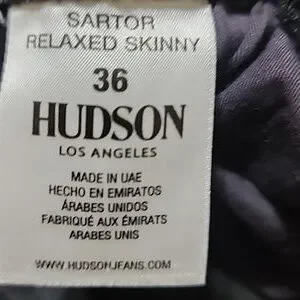 SARTOR
RELAXED SKINNY
36
HUDSON
LOS ANGELES
MADE IN UAE
HECHO EN EMIRATOS
ÁRABES UNIDOS
FABRIQUÉ AUX ÉMIRATS
ARABES UNIS
WWW.HUDSONJEANS.COM